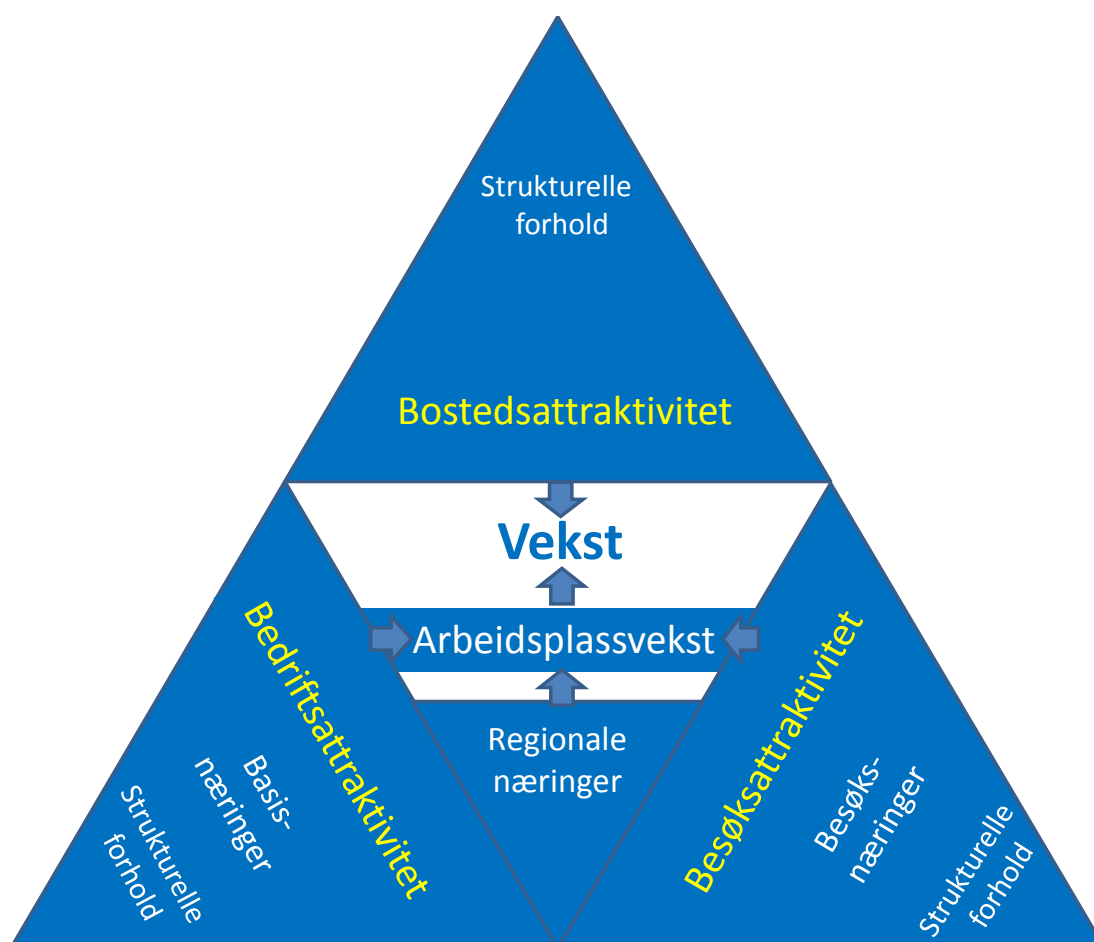 Strukturelle
forhold
Bostedsattraktivitet
Vekst
Arbeidsplassvekst
Regionale
næringer
Bedriftsattraktivitet
Basis-
næringer
Strukturelle
forhold
Besøksattraktivitet
Besøks-
næringer
Strukturelle
forhold